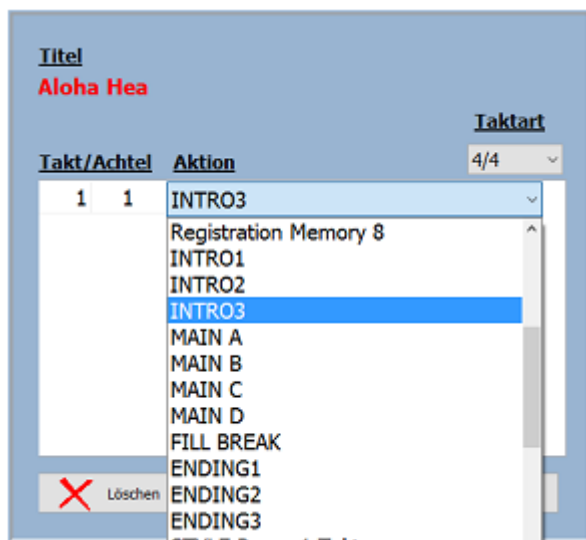 Titel
Aloha Hea
Taktart
Takt/Achtel Aktion 4/4
1 1 INTRO3
Registration Memory 8
INTRO1
INTRO2
INTRO3
MAIN A
MAIN B
MAIN C
MAIN D
FILL BREAK
ENDING1
Löschen ENDING2
ENDING3